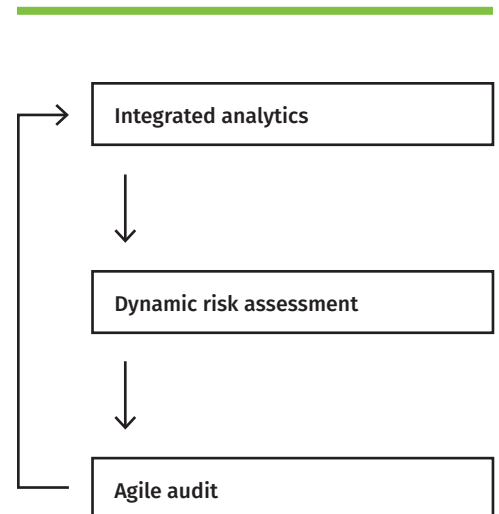 Integrated analytics
Dynamic risk assessment
Agile audit